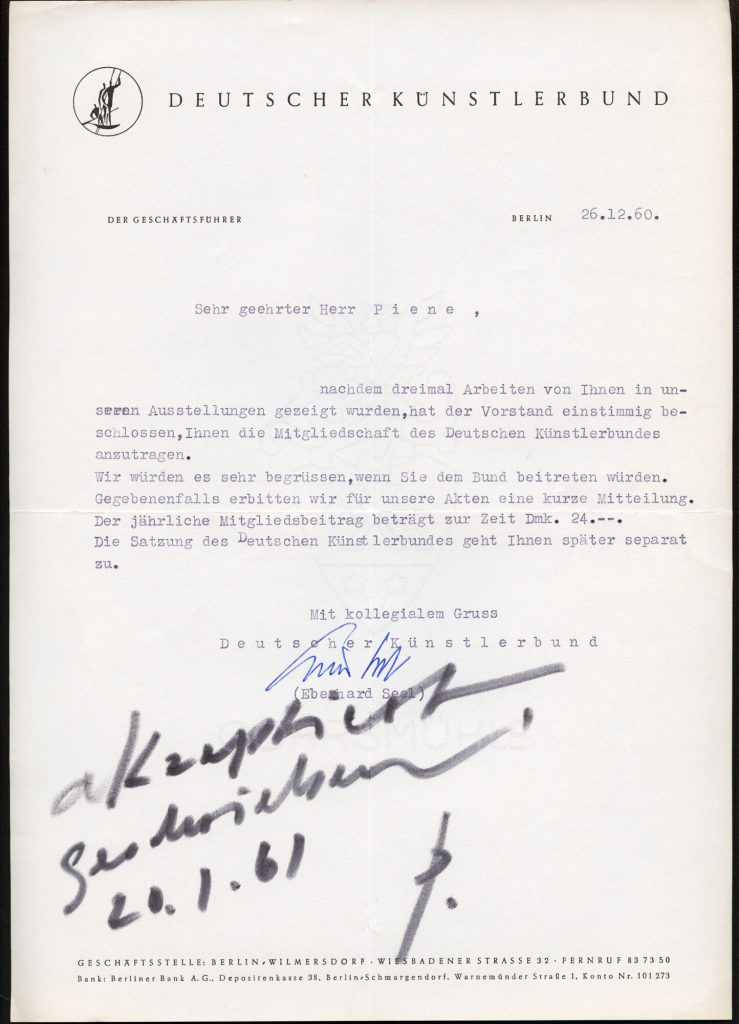 DEUTSCHER KÜNSTLERBUND
DER GESCHÄFTSFÜHRER
BERLIN 26.12.60.
Sehr geehrter Herr P i e n e ,
nachdem dreimal Arbeiten von Ihnen in un-
seren Ausstellungen gezeigt wurden,hat der Vorstand einstimmig be-
schlossen,Ihnen die Mitgliedschaft des Deutschen Künstlerbundes
anzutragen.
Wir würden es sehr begrüssen,wenn Sie dem Bund beitreten würden.
Gegebenenfalls erbitten wir für unsere Akten eine kurze Mitteilung.
Der jährliche Mitgliedsbeitrag beträgt zur Zeit Dmk. 24.--.
Die Satzung des Deutschen Künstlerbundes geht Ihnen später separat
zu.
Mit kollegialem Gruss
D e u t s c h e r K ü n s t l e r b u n d
(Eberhard Seel)
akzeptiert
geschrieben
20.1.61
p.
GESCHÄFTSSTELLE: BERLIN-WILMERSDORF · WIESBADENER STRASSE 32 · FERNRUF 83 73 50
Bank: Berliner Bank A.G., Depositenkasse 38, Berlin-Schmargendorf, Warnemünder Straße 1, Konto Nr. 101 273